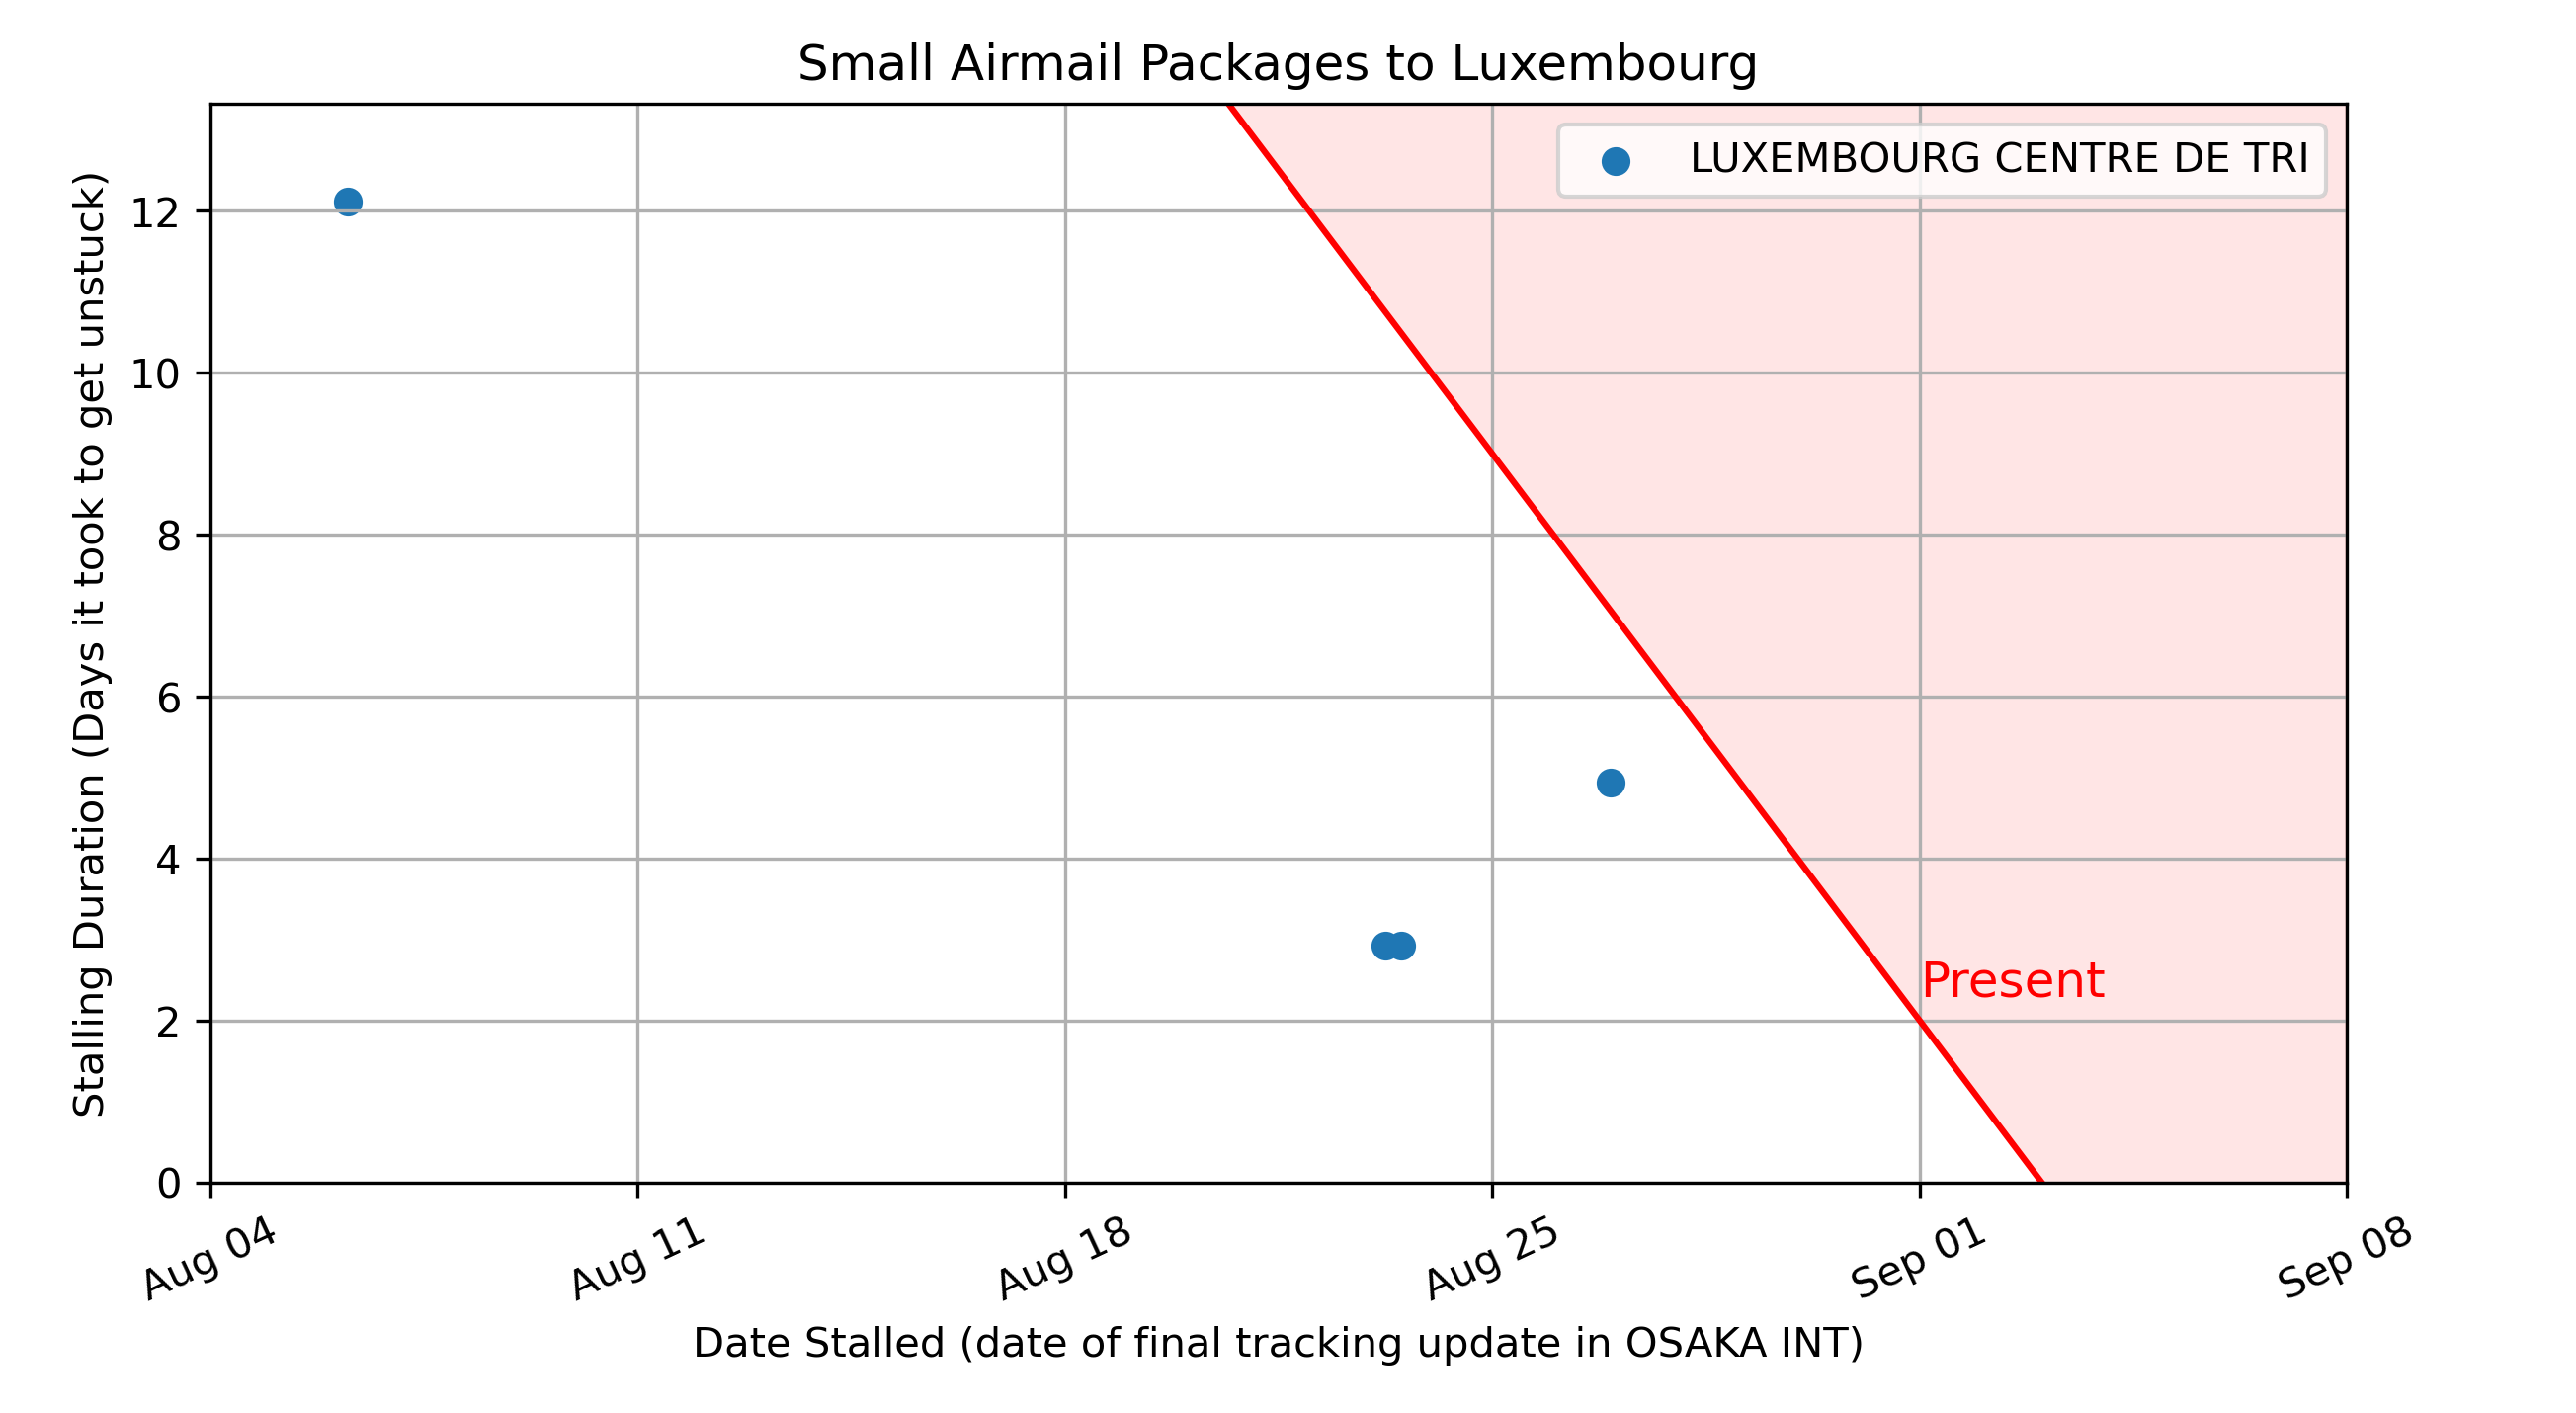 Small Airmail Packages to Luxembourg
LUXEMBOURG CENTRE DE TRI
Stalling Duration (Days it took to get unstuck)
12
10
8
6
4
2
0
Present
Aug 04
Aug 11
Aug 18
Aug 25
Sep 01
Sep 08
Date Stalled (date of final tracking update in OSAKA INT)